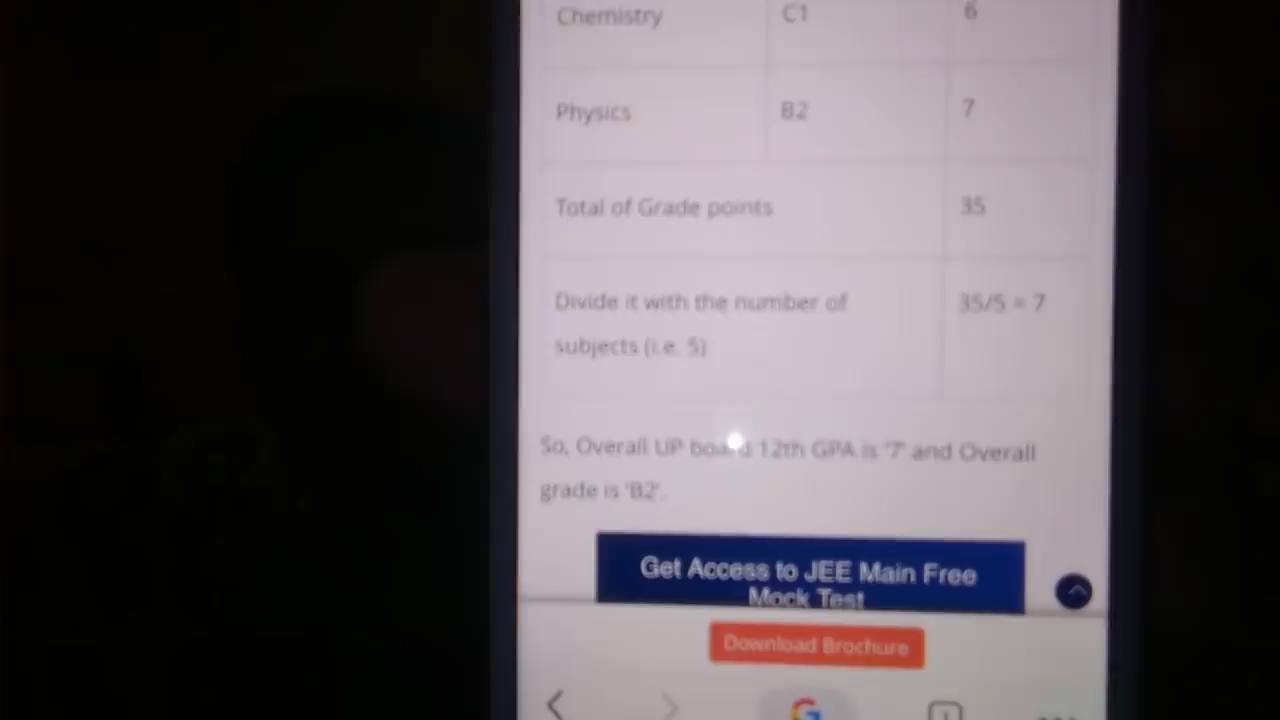 Chemistry C1 6
Physics B2 7
Total of Grade points 35
Divide it with the number of 35/5 = 7
subjects (i.e. 5)
So, Overall UP board 12th GPA is '7' and Overall
grade is 'B2'.
Get Access to JEE Main Free
Mock Test
Download Brochure